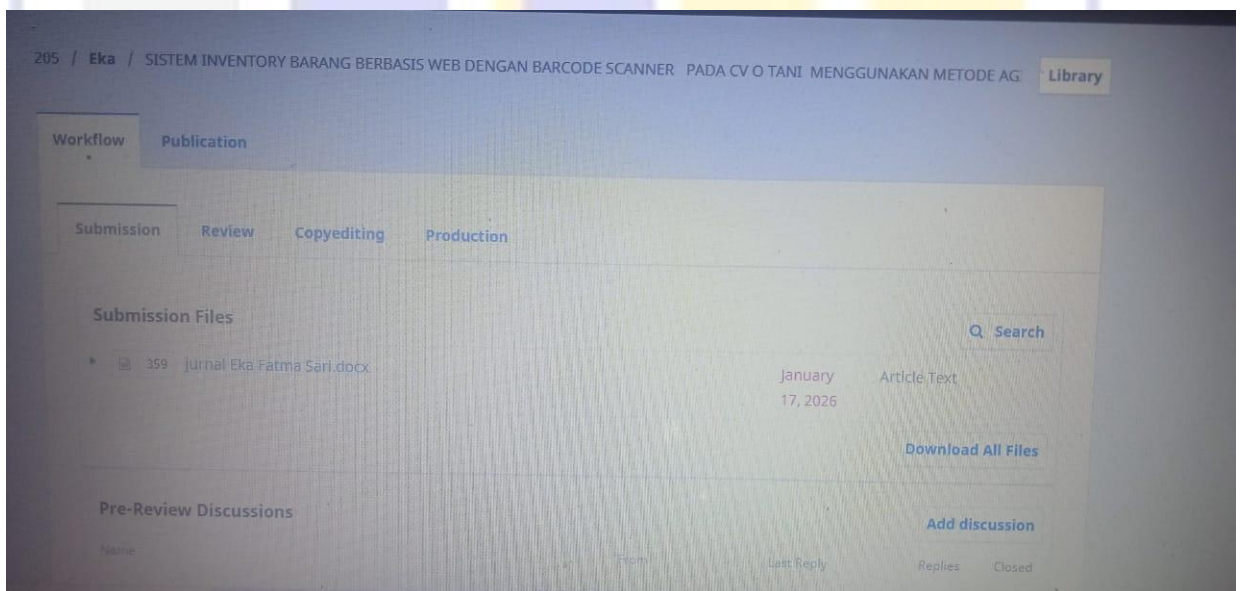 205 / Eka / SISTEM INVENTORY BARANG BERBASIS WEB DENGAN BARCODE SCANNER PADA CV O TANI MENGGUNAKAN METODE AG
Library
Workflow Publication
Submission Review Copyediting Production
Submission Files
Search
359 Jurnal Eka Fatma Sari.docx
January Article Text
17, 2026
Download All Files
Pre-Review Discussions
Add discussion
Name From Last Reply Replies Closed